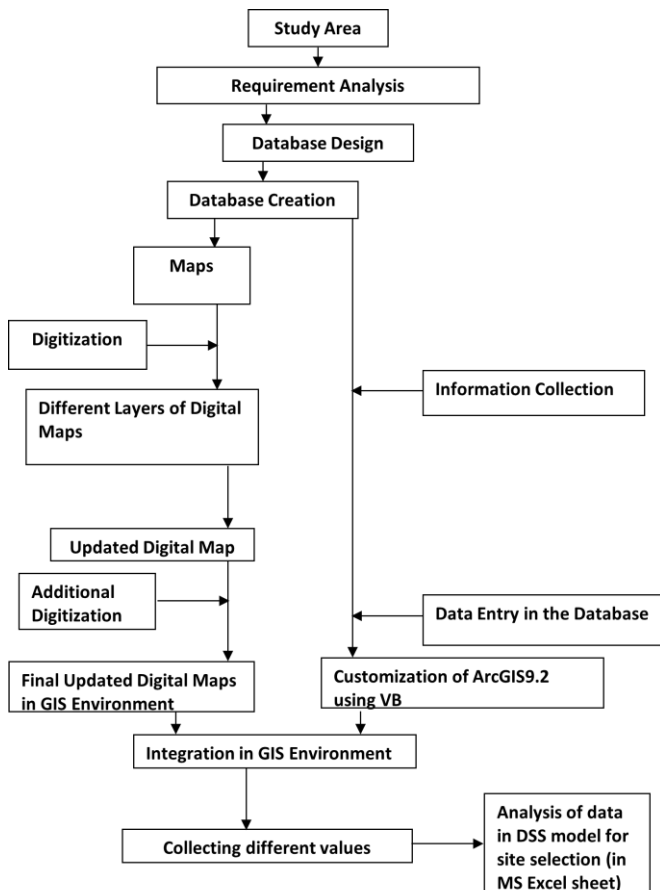 Study Area
Requirement Analysis
Database Design
Database Creation
Maps
Digitization
Different Layers of Digital
Maps
Information Collection
Updated Digital Map
Additional
Digitization
Data Entry in the Database
Final Updated Digital Maps
in GIS Environment
Customization of ArcGIS9.2
using VB
Integration in GIS Environment
Collecting different values
Analysis of data
in DSS model for
site selection (in
MS Excel sheet)